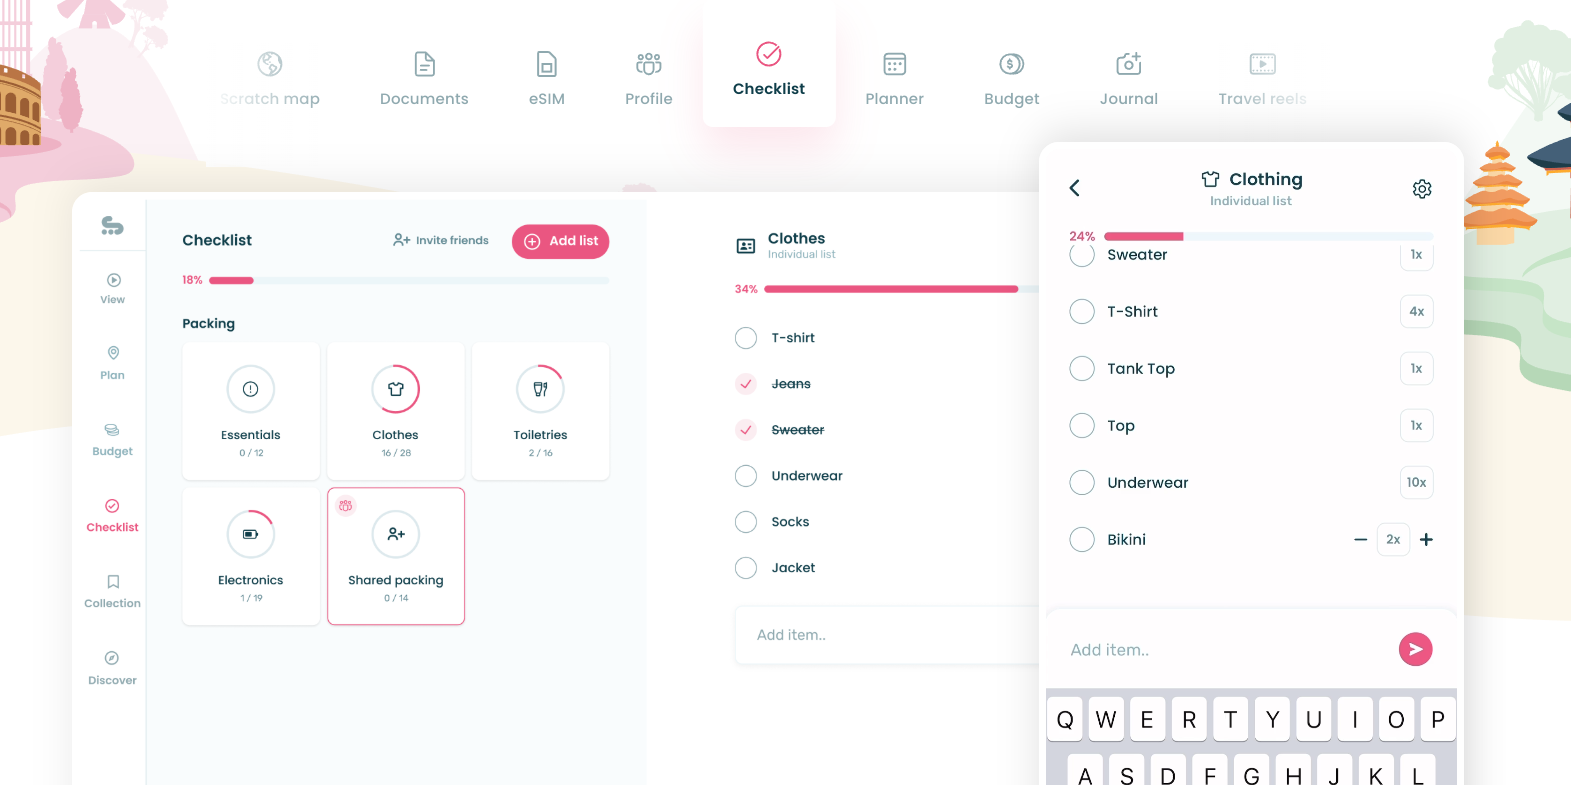 Scratch map
Documents
eSIM
Profile
Checklist
Planner
Budget
Journal
Travel reels
View
Plan
Budget
Checklist
Collection
Discover
Checklist
Invite friends
Add list
18%
Packing
Essentials
0 / 12
Clothes
16 / 28
Toiletries
2 / 16
Electronics
1 / 19
Shared packing
0 / 14
Clothes
Individual list
34%
T-shirt
Jeans
Sweater
Underwear
Socks
Jacket
Add item..
Clothing
Individual list
24%
Sweater 1x
T-Shirt 4x
Tank Top 1x
Top 1x
Underwear 10x
Bikini 2x
Add item..
Q W E R T Y U I O P
A S D F G H J K L